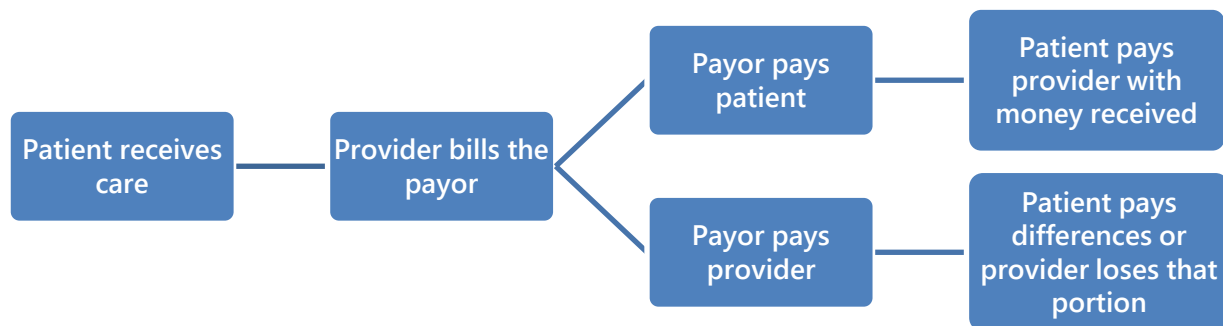 Patient receives
care
Provider bills the
payor
Payor pays
patient
Patient pays
provider with
money received
Payor pays
provider
Patient pays
differences or
provider loses that
portion